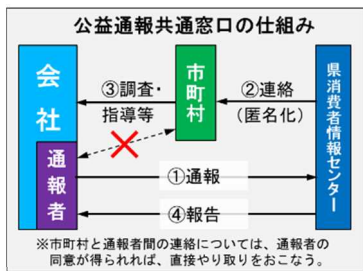 公益通報共通窓口の仕組み
会社
通報者
市町村
県消費者情報センター
③調査・
指導等
②連絡
（匿名化）
①通報
④報告
※市町村と通報者間の連絡については、通報者の
同意が得られれば、直接やり取りをおこなう。